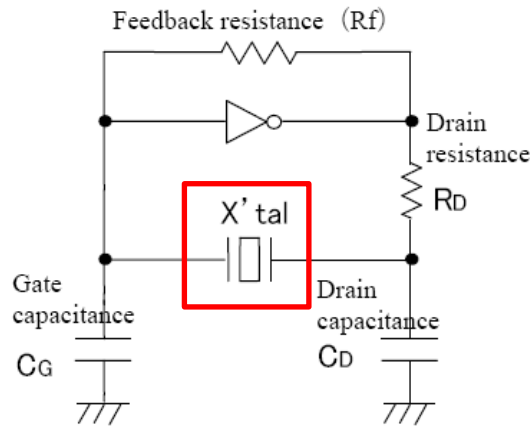 Feedback resistance （Rf）
Drain
resistance
RD
X' tal
Gate
capacitance
CG
Drain
capacitance
CD